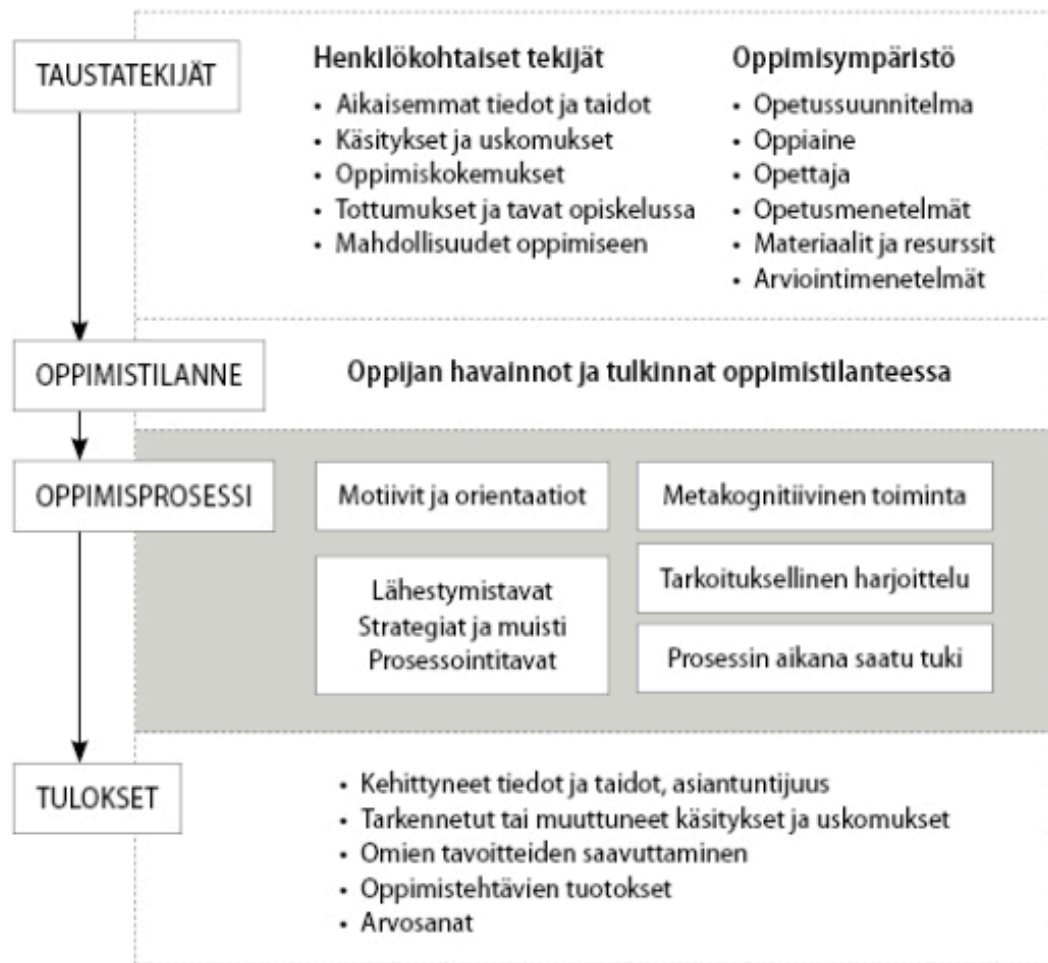 TAUSTATEKIJÄT
Henkilökohtaiset tekijät
• Aikaisemmat tiedot ja taidot
• Käsitykset ja uskomukset
• Oppimiskokemukset
• Tottumukset ja tavat opiskelussa
• Mahdollisuudet oppimiseen
Oppimisympäristö
• Opetussuunnitelma
• Oppiaine
• Opettaja
• Opetusmenetelmät
• Materiaalit ja resurssit
• Arviointimenetelmät
OPPIMISTILANNE
Oppijan havainnot ja tulkinnat oppimistilanteessa
OPPIMISPROSESSI
Motiivit ja orientaatiot
Lähestymistavat
Strategiat ja muisti
Prosessointitavat
Metakognitiivinen toiminta
Tarkoituksellinen harjoittelu
Prosessin aikana saatu tuki
TULOKSET
• Kehittyneet tiedot ja taidot, asiantuntijuus
• Tarkennetut tai muuttuneet käsitykset ja uskomukset
• Omien tavoitteiden saavuttaminen
• Oppimistehtävien tuotokset
• Arvosanat